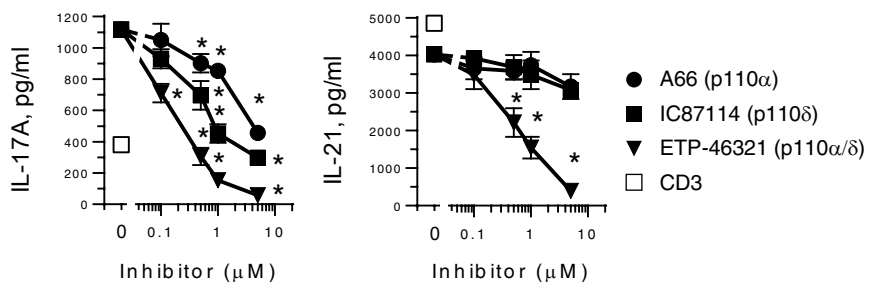 IL-17A, pg/ml
1200
1000
800
600
400
200
0
0
0.1
1
10
Inhibitor (μM)
* * * * * * * * * *
IL-21, pg/ml
5000
4000
3000
2000
1000
0
0
0.1
1
10
Inhibitor (μM)
* * *
A66 (p110α)
IC87114 (p110δ)
ETP-46321 (p110α/δ)
CD3